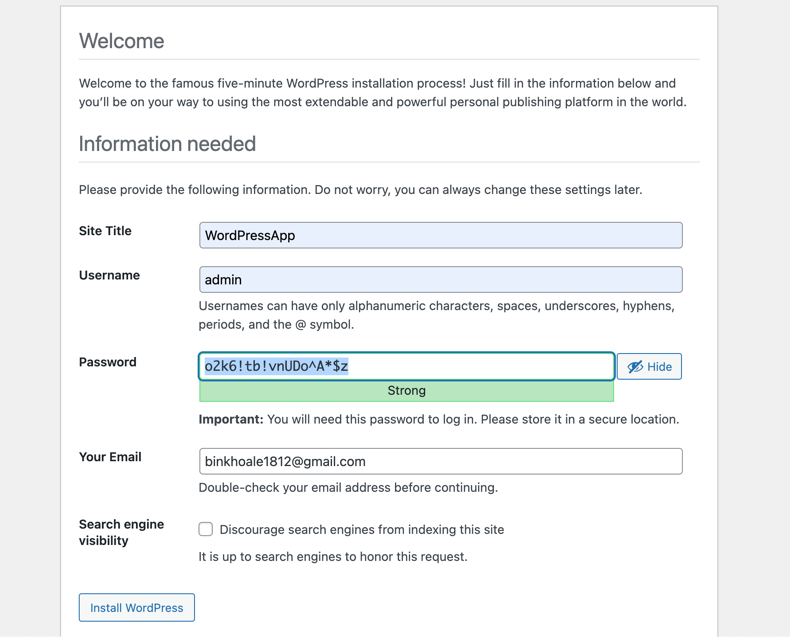 Welcome
Welcome to the famous five-minute WordPress installation process! Just fill in the information below and
you’ll be on your way to using the most extendable and powerful personal publishing platform in the world.
Information needed
Please provide the following information. Do not worry, you can always change these settings later.
Site Title
WordPressApp
Username
admin
Usernames can have only alphanumeric characters, spaces, underscores, hyphens,
periods, and the @ symbol.
Password
o2k6!tb!vnUDo^A*$z
Hide
Strong
Important: You will need this password to log in. Please store it in a secure location.
Your Email
binkhoale1812@gmail.com
Double-check your email address before continuing.
Search engine
visibility
Discourage search engines from indexing this site
It is up to search engines to honor this request.
Install WordPress